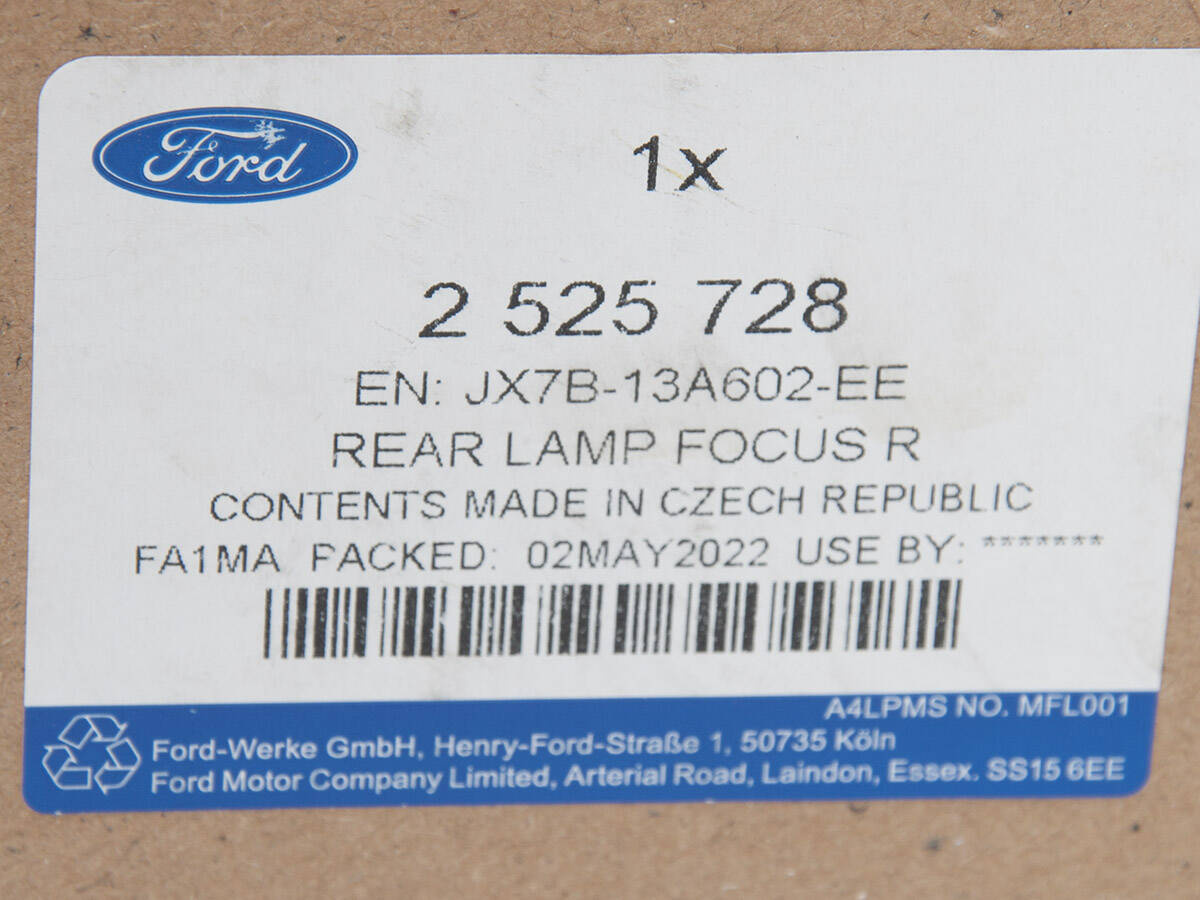 Ford
1x
2 525 728
EN: JX7B-13A602-EE
REAR LAMP FOCUS R
CONTENTS MADE IN CZECH REPUBLIC
FA1MA PACKED: 02MAY2022 USE BY: *******
A4LPMS NO. MFL001
Ford-Werke GmbH, Henry-Ford-Straße 1, 50735 Köln
Ford Motor Company Limited, Arterial Road, Laindon, Essex. SS15 6EE